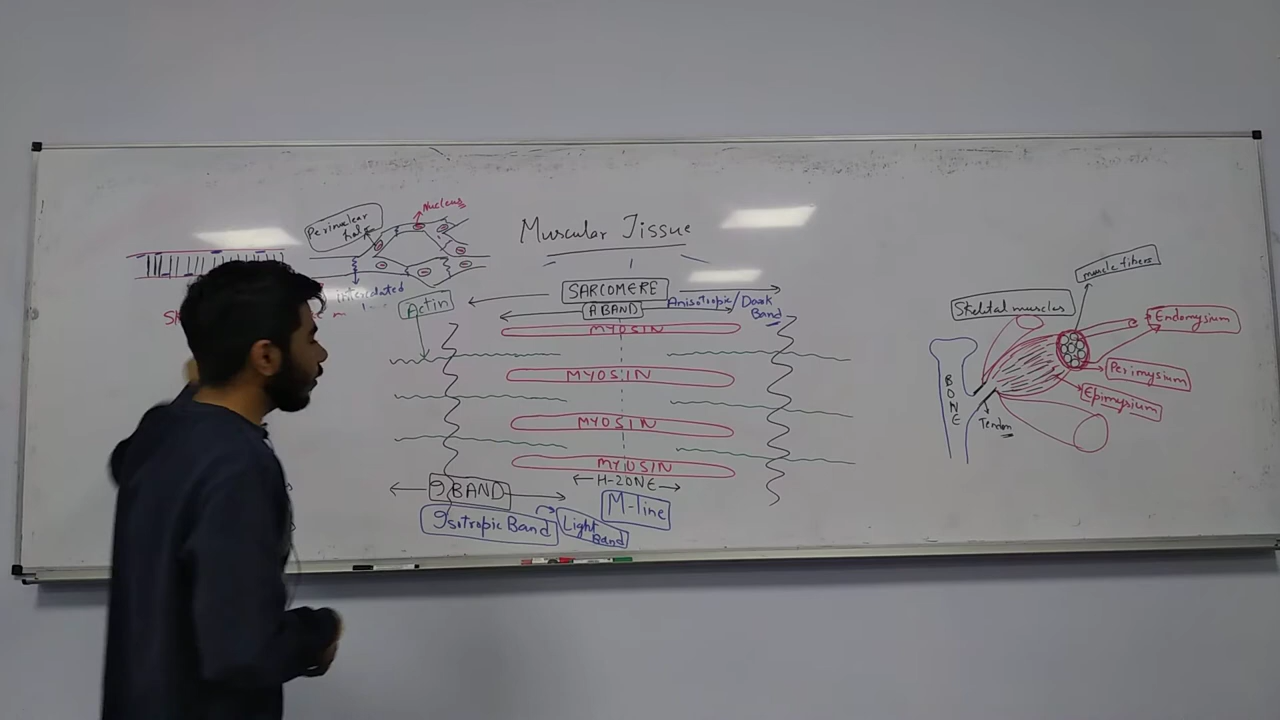 Muscular Tissue
Nucleus
Perinuclear
halo
Intercalated
Actin
SARCOMERE
A BAND
Anisotropic/Dark
Band
MYOSIN
MYOSIN
MYOSIN
MYOSIN
H-ZONE
I BAND
M-line
Isotropic Band
Light
Band
muscle fibers
Skeletal muscles
Endomysium
Perimysium
Epimysium
BONE
Tendon